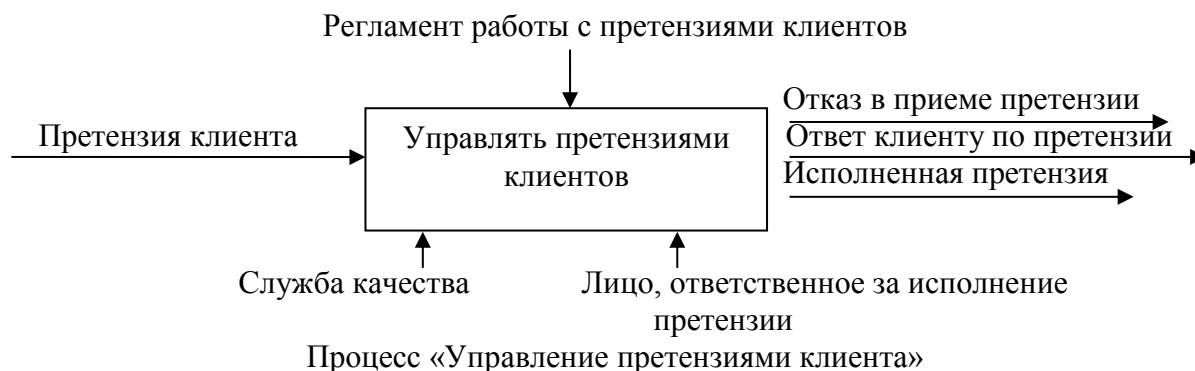 Регламент работы с претензиями клиентов
Отказ в приеме претензии
Претензия клиента
Управлять претензиями
клиентов
Ответ клиенту по претензии
Исполненная претензия
Служба качества
Лицо, ответственное за исполнение
претензии
Процесс «Управление претензиями клиента»